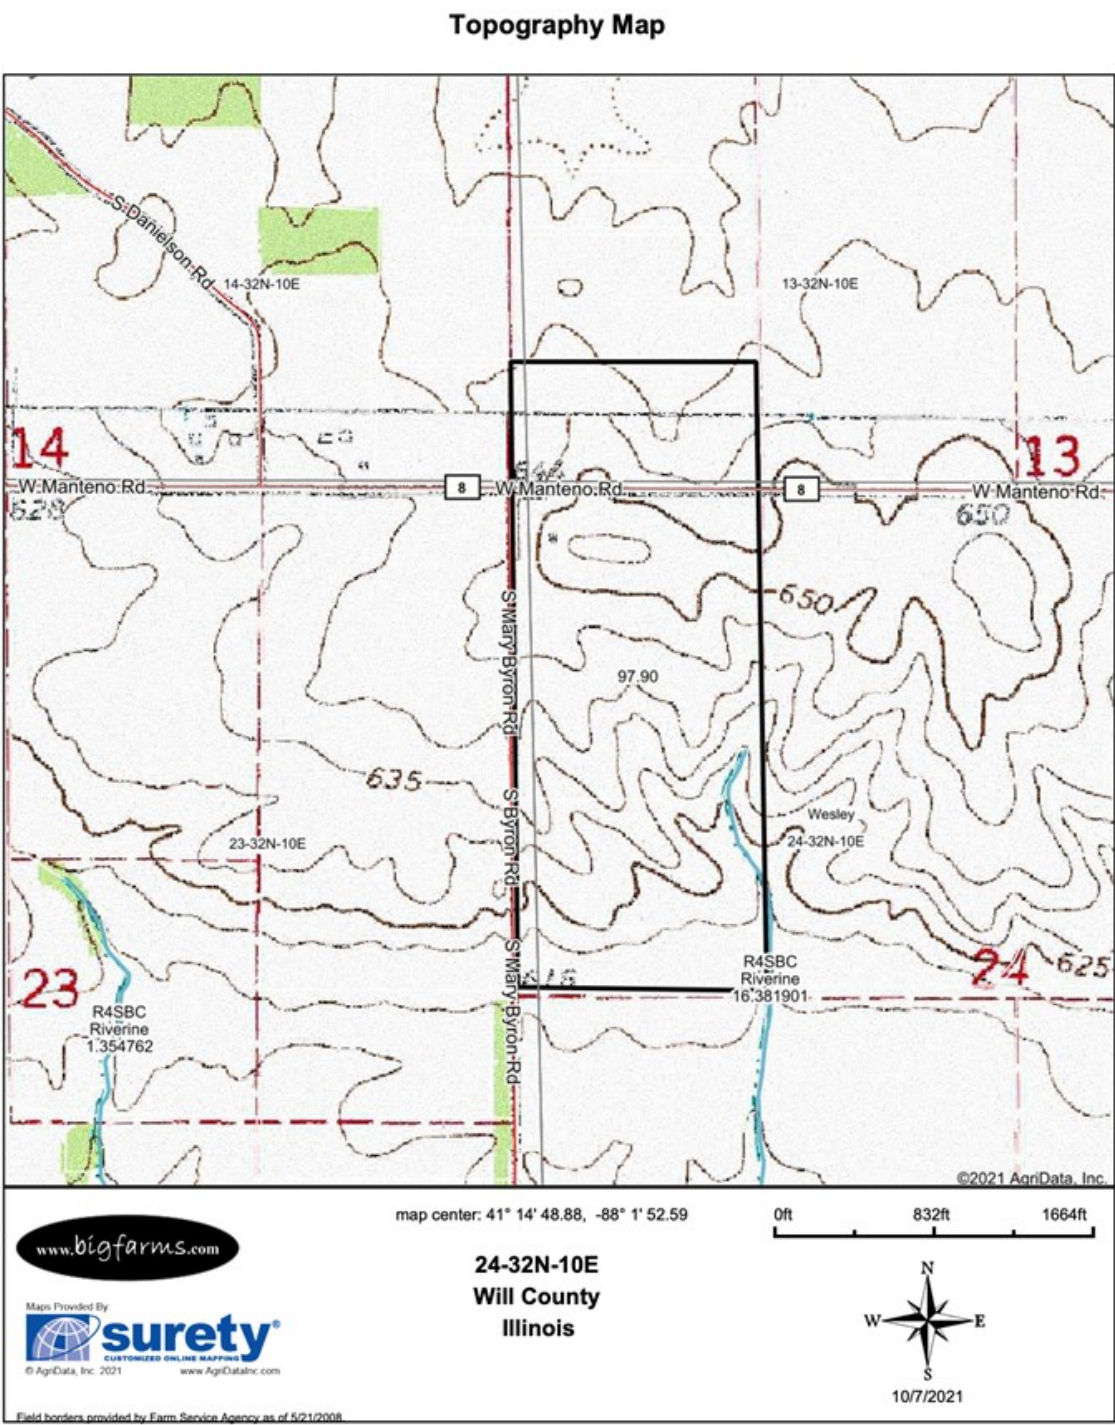 Topography Map
S Danielson Rd
14-32N-10E
13-32N-10E
14
13
644
W Manteno Rd
8
W Manteno Rd
8
W Manteno Rd
628
650
650
S Mary Byron Rd
97.90
635
S Byron Rd
Wesley
23-32N-10E
24-32N-10E
S Mary Byron Rd
R4SBC
Riverine
16.381901
24
625
618
23
R4SBC
Riverine
1.354762
©2021 AgriData, Inc.
map center: 41° 14' 48.88, -88° 1' 52.59
0ft 832ft 1664ft
www.bigfarms.com
24-32N-10E
Will County
Illinois
N
W E
S
Maps Provided By:
surety®
CUSTOMIZED ONLINE MAPPING
© AgriData, Inc. 2021 www.AgriDataInc.com
10/7/2021
Field borders provided by Farm Service Agency as of 5/21/2008.